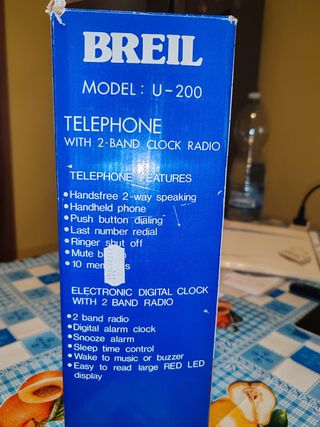 BREIL
MODEL: U-200
TELEPHONE
WITH 2-BAND CLOCK RADIO
TELEPHONE FEATURES
•Handsfree 2-way speaking
•Handheld phone
•Push button dialing
•Last number redial
•Ringer shut off
•Mute
•10
ELECTRONIC DIGITAL CLOCK
WITH 2 BAND RADIO
•2 band radio
•Digital alarm clock
•Snooze alarm
•Sleep time control
•Wake to music or buzzer
•Easy to read large RED LED
display